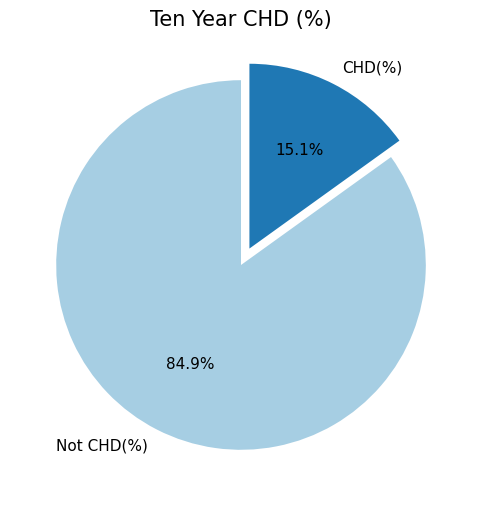 Ten Year CHD (%)
CHD(%)
15.1%
84.9%
Not CHD(%)